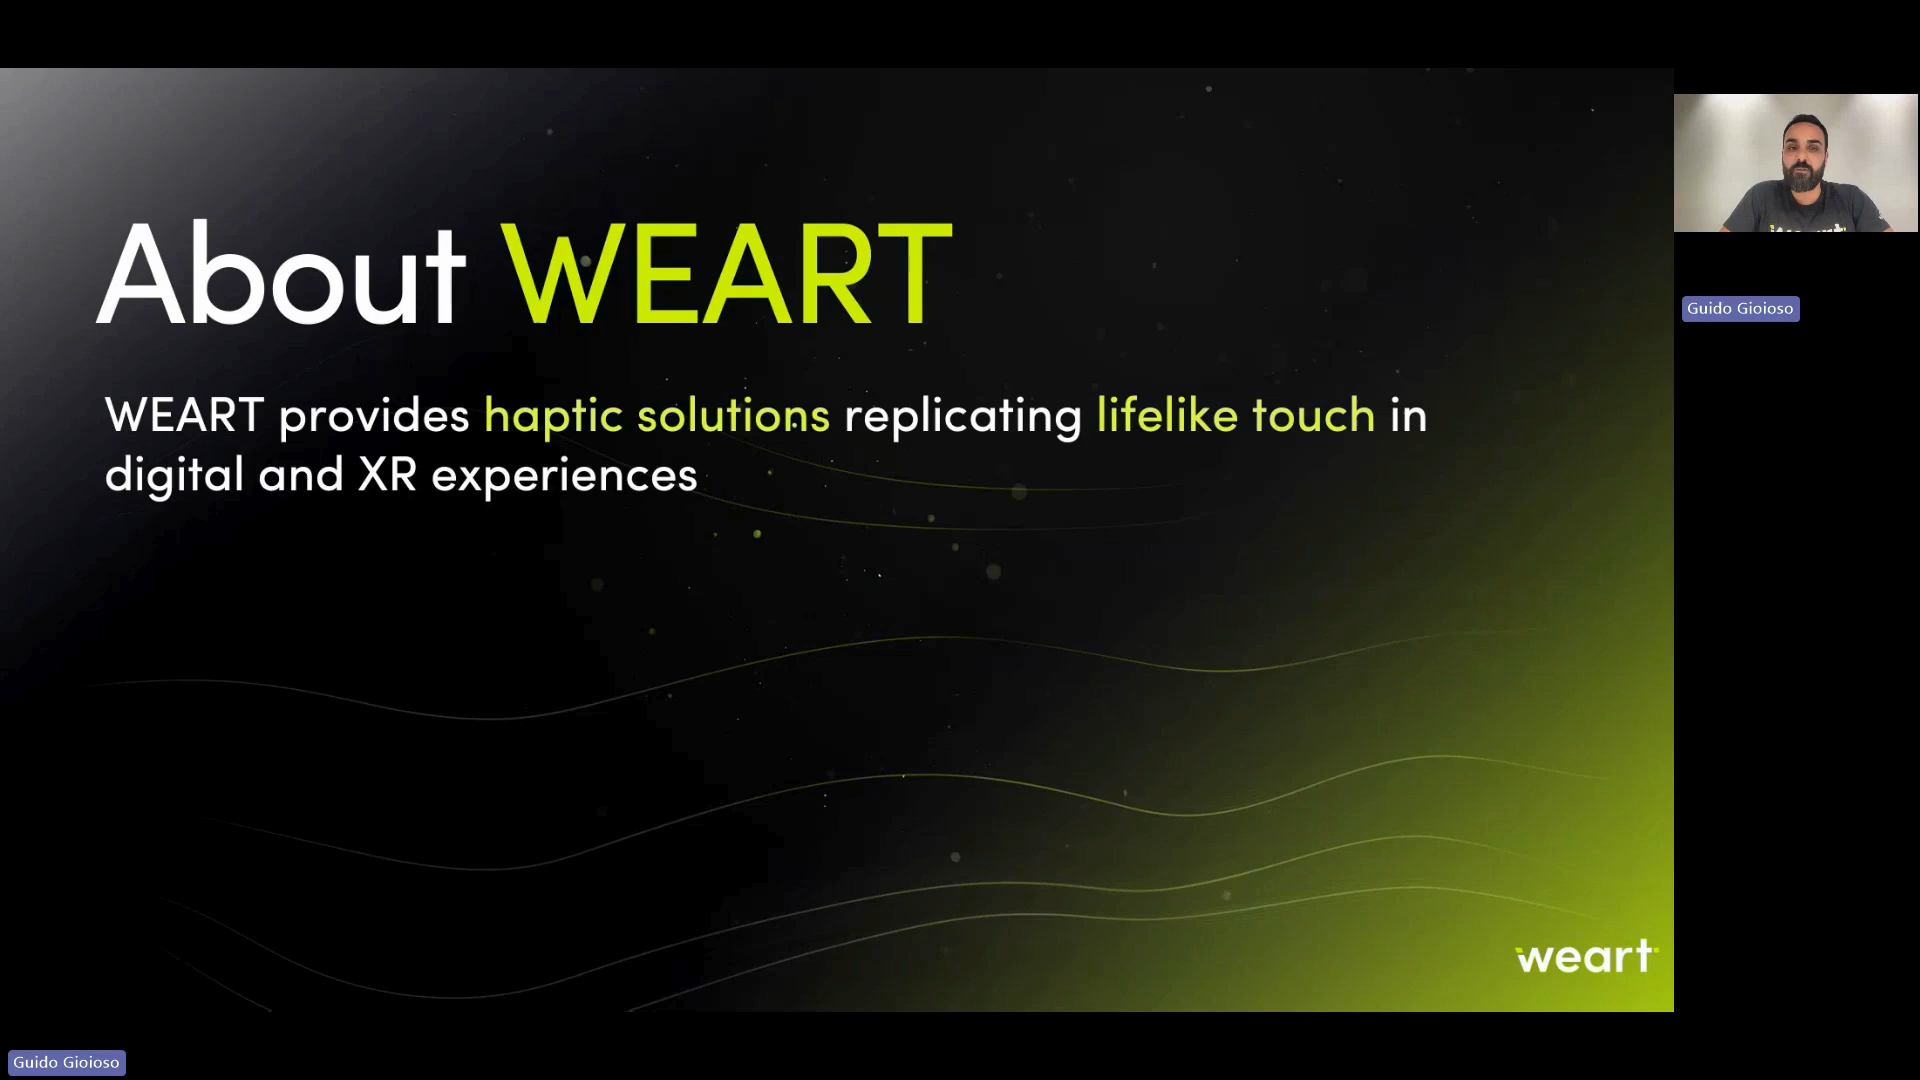 About WEART
WEART provides haptic solutions replicating lifelike touch in
digital and XR experiences
weart
Guido Gioioso
Guido Gioioso